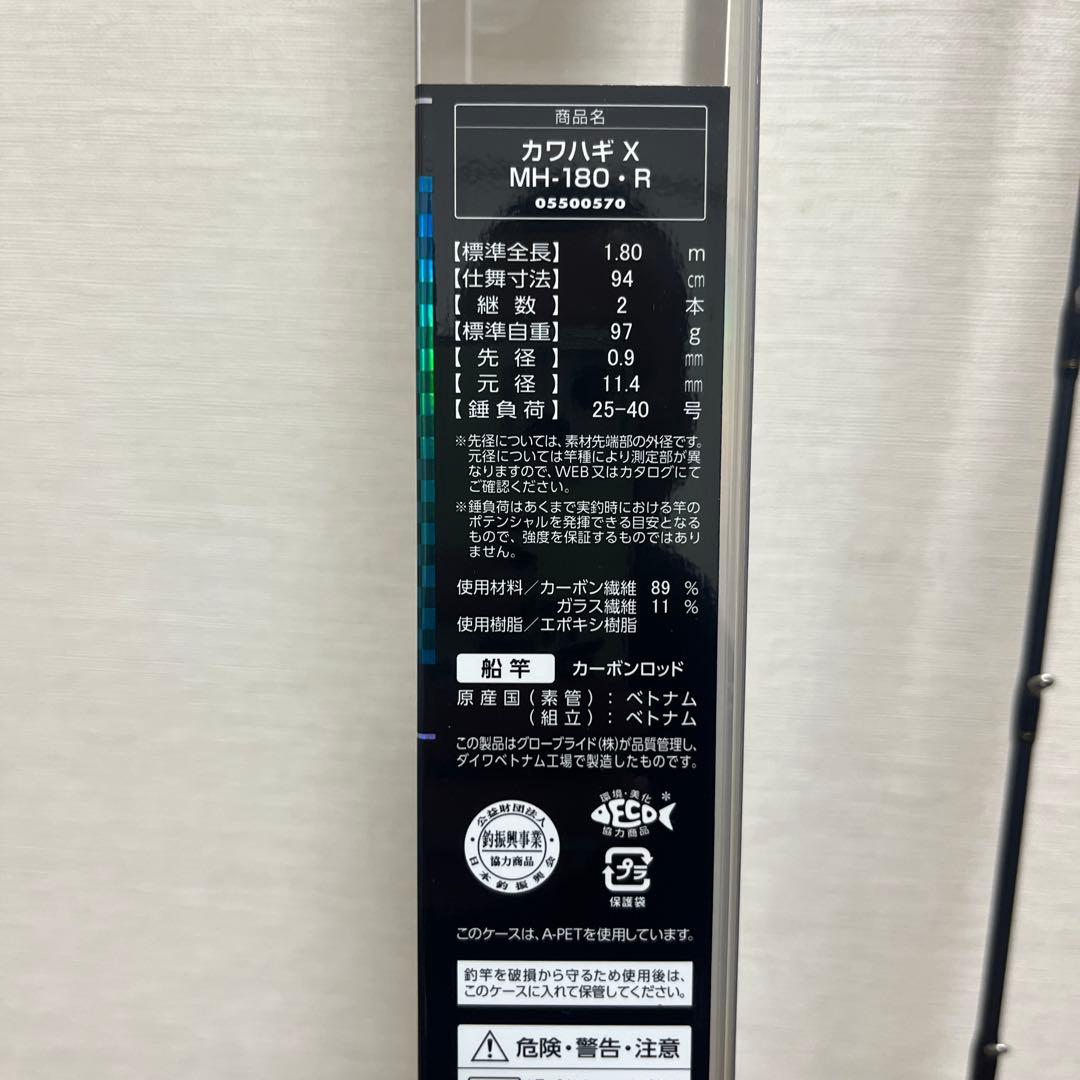 商品名
カワハギ X
MH-180・R
05500570
【標準全長】 1.80 m
【仕舞寸法】 94 cm
【継数】 2 本
【標準自重】 97 g
【先径】 0.9 mm
【元径】 11.4 mm
【錘負荷】 25-40 号
※先径については、素材先端部の外径です。
元径については竿種により測定部が異
なりますので、WEB又はカタログにて
ご確認ください。
※錘負荷はあくまで実釣時における竿の
ポテンシャルを発揮できる目安となる
もので、強度を保証するものではあり
ません。
使用材料/カーボン繊維 89 %
ガラス繊維 11 %
使用樹脂/エポキシ樹脂
船竿 カーボンロッド
原産国(素管): ベトナム
(組立): ベトナム
この製品はグローブライド(株)が品質管理し、
ダイワベトナム工場で製造したものです。
公益財団法人
釣振興事業
協力商品
日本釣振興会
環境・美化
ECO
協力商品
プラ
保護袋
このケースは、A-PETを使用しています。
釣竿を破損から守るため使用後は、
このケースに入れて保管してください。
危険・警告・注意